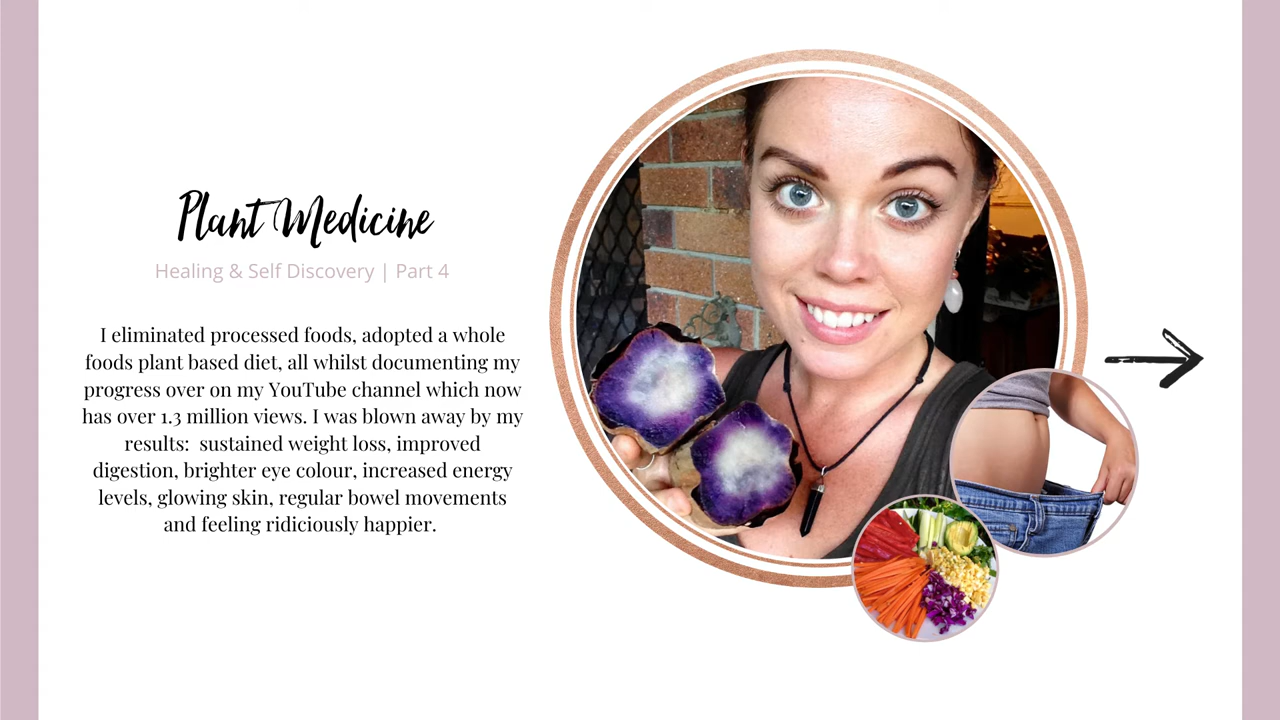 Plant Medicine
Healing & Self Discovery | Part 4
I eliminated processed foods, adopted a whole
foods plant based diet, all whilst documenting my
progress over on my YouTube channel which now
has over 1.3 million views. I was blown away by my
results:  sustained weight loss, improved
digestion, brighter eye colour, increased energy
levels, glowing skin, regular bowel movements
and feeling ridiciously happier.